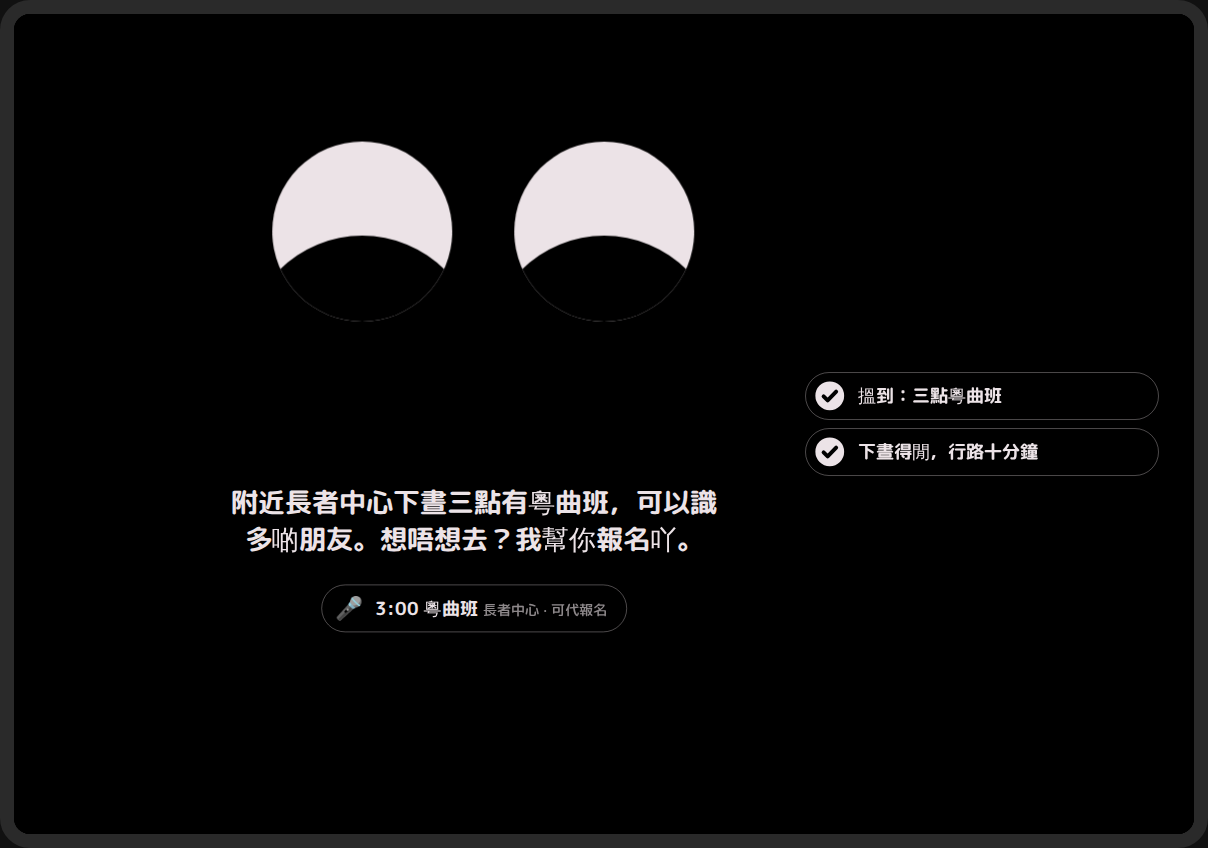 搵到：三點粵曲班
下晝得閒，行路十分鐘
附近長者中心下晝三點有粵曲班，可以識
多啲朋友。想唔想去？我幫你報名吖。
3:00 粵曲班 長者中心 · 可代報名